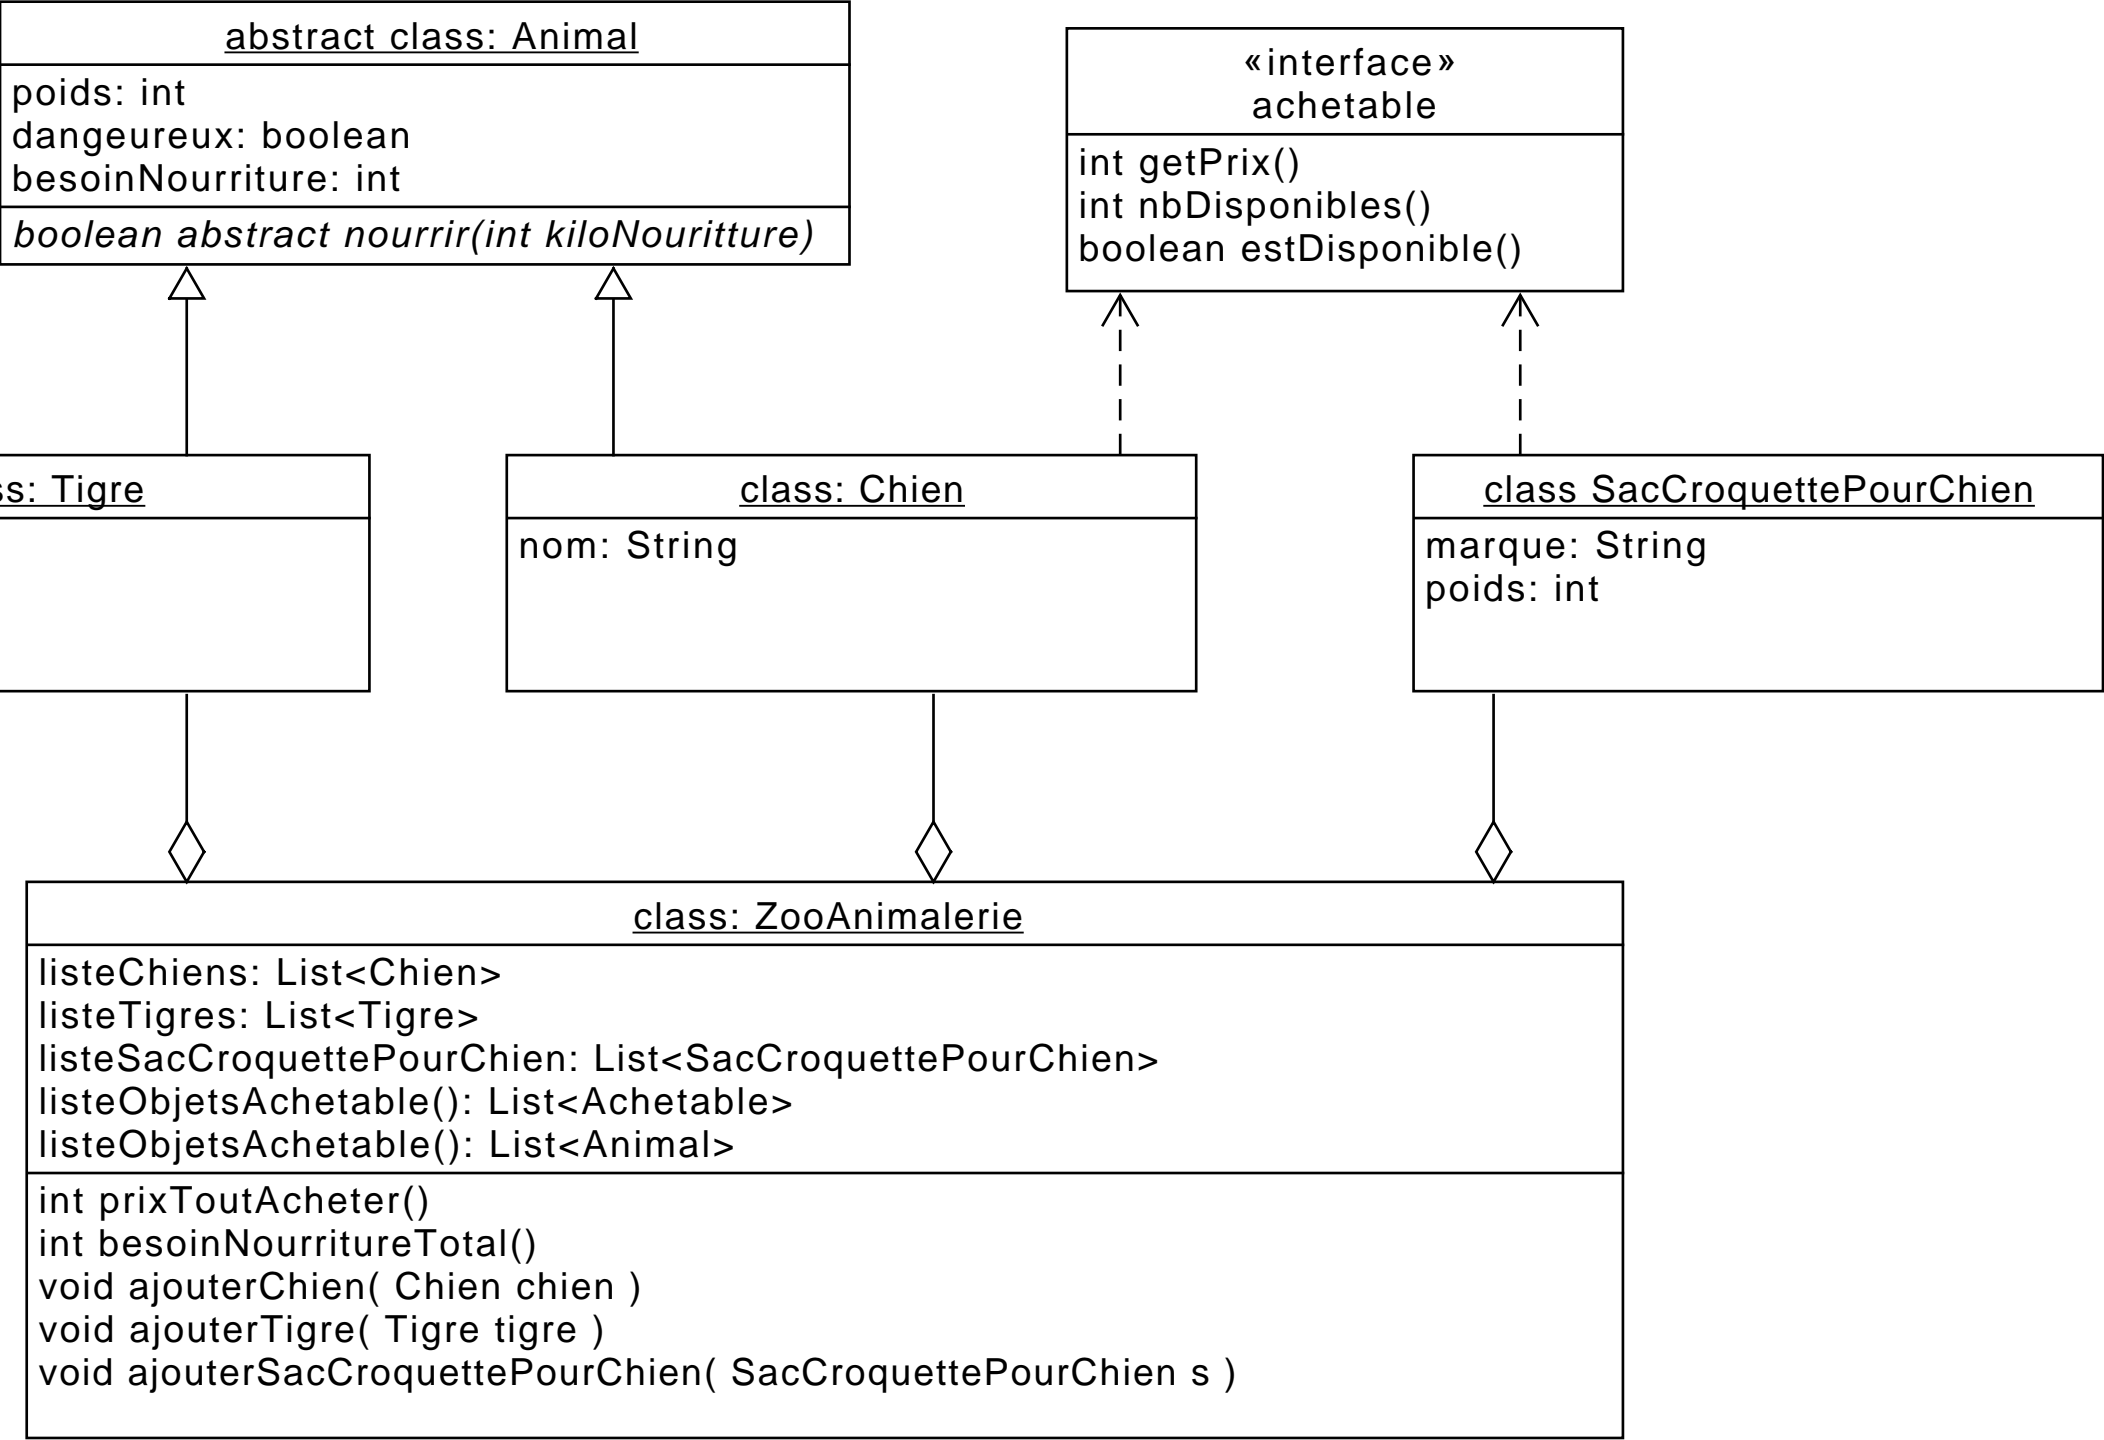 abstract class: Animal
poids: int
dangeureux: boolean
besoinNourriture: int
boolean abstract nourrir(int kiloNouritture)
«interface»
achetable
int getPrix()
int nbDisponibles()
boolean estDisponible()
ss: Tigre
class: Chien
nom: String
class SacCroquettePourChien
marque: String
poids: int
class: ZooAnimalerie
listeChiens: List<Chien>
listeTigres: List<Tigre>
listeSacCroquettePourChien: List<SacCroquettePourChien>
listeObjetsAchetable(): List<Achetable>
listeObjetsAchetable(): List<Animal>
int prixToutAcheter()
int besoinNourritureTotal()
void ajouterChien( Chien chien )
void ajouterTigre( Tigre tigre )
void ajouterSacCroquettePourChien( SacCroquettePourChien s )